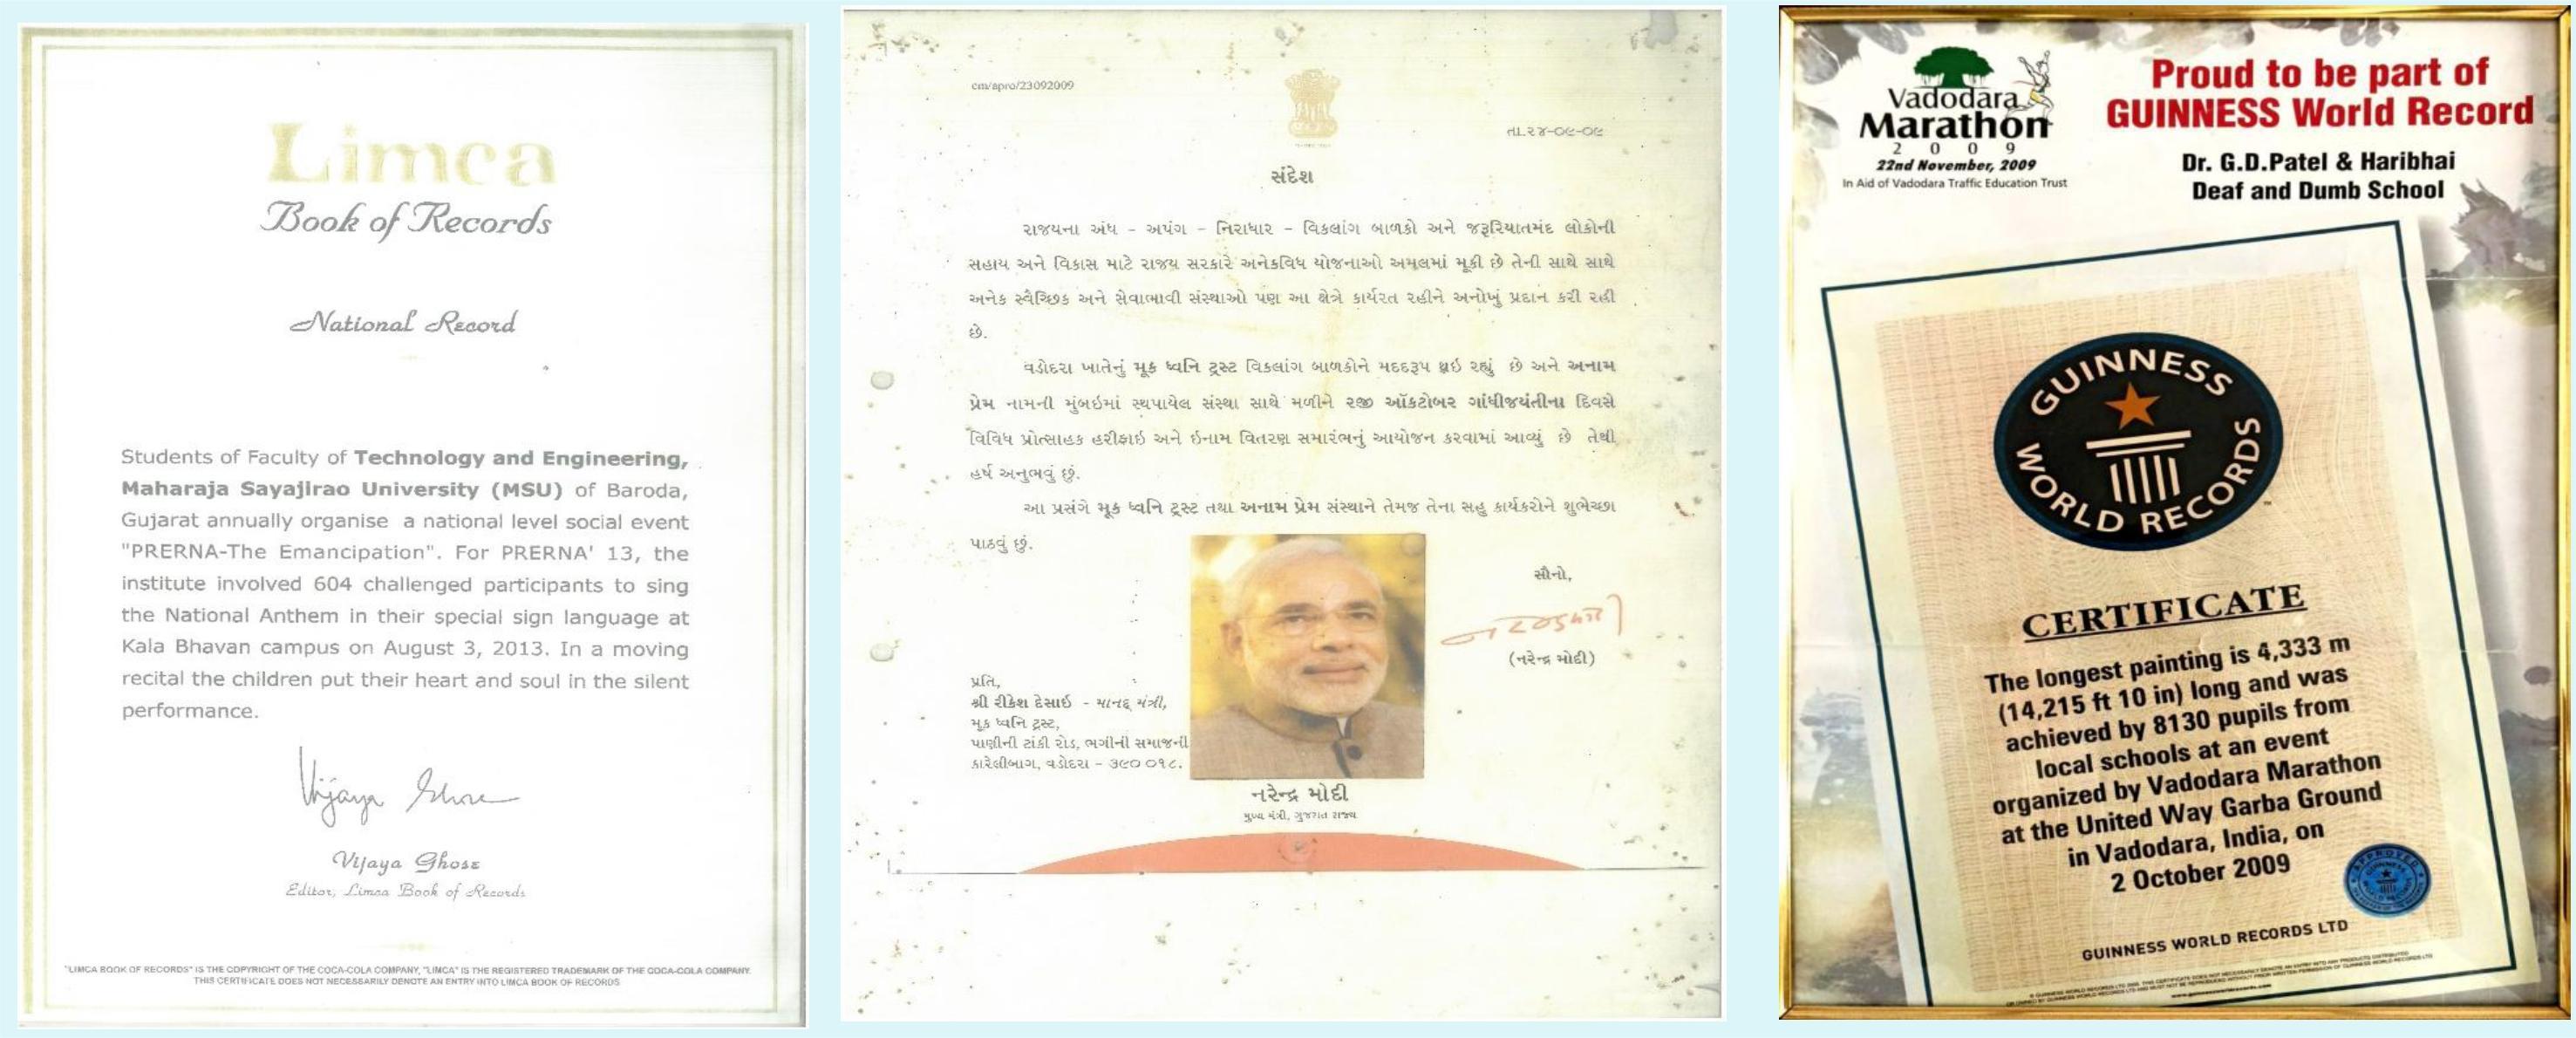 Limca
Book of Records
National Record
Students of Faculty of Technology and Engineering,
Maharaja Sayajirao University (MSU) of Baroda,
Gujarat annually organise a national level social event
"PRERNA-The Emancipation". For PRERNA' 13, the
institute involved 604 challenged participants to sing
the National Anthem in their special sign language at
Kala Bhavan campus on August 3, 2013. In a moving
recital the children put their heart and soul in the silent
performance.
Vijaya Ghose
Vijaya Ghose
Editor, Limca Book of Records
"LIMCA BOOK OF RECORDS" IS THE COPYRIGHT OF THE COCA-COLA COMPANY, "LIMCA" IS THE REGISTERED TRADEMARK OF THE COCA-COLA COMPANY.
THIS CERTIFICATE DOES NOT NECESSARILY DENOTE AN ENTRY INTO LIMCA BOOK OF RECORDS
cm/apro/23092009
તા.૨૪-૦૯-૦૯
સંદેશ
રાજયના અંધ - અપંગ - નિરાધાર - વિકલાંગ બાળકો અને જરૂરિયાતમંદ લોકોની
સહાય અને વિકાસ માટે રાજય સરકારે અનેકવિધ યોજનાઓ અમલમાં મૂકી છે તેની સાથે સાથે
અનેક સ્વૈચ્છિક અને સેવાભાવી સંસ્થાઓ પણ આ ક્ષેત્રે કાર્યરત રહીને અનોખું પ્રદાન કરી રહી
છે.
વડોદરા ખાતેનું મૂક ધ્વનિ ટ્રસ્ટ વિકલાંગ બાળકોને મદદરૂપ થઇ રહ્યું છે અને અનામ
પ્રેમ નામની મુંબઇમાં સ્થપાયેલ સંસ્થા સાથે મળીને ૨જી ઑકટોબર ગાંધીજયંતીના દિવસે
વિવિધ પ્રોત્સાહક હરીફાઇ અને ઇનામ વિતરણ સમારંભનું આયોજન કરવામાં આવ્યું છે તેથી
હર્ષ અનુભવું છું.
આ પ્રસંગે મૂક ધ્વનિ ટ્રસ્ટ તથા અનામ પ્રેમ સંસ્થાને તેમજ તેના સહુ કાર્યકરોને શુભેચ્છા
પાઠવું છું.
સૌનો,
(નરેન્દ્ર મોદી)
પ્રતિ,
શ્રી રીકેશ દેસાઇ - માનદ્ મંત્રી,
મૂક ધ્વનિ ટ્રસ્ટ,
પાણીની ટાંકી રોડ, ભગીની સમાજની
કારેલીબાગ, વડોદરા - ૩૯૦ ૦૧૮.
નરેન્દ્ર મોદી
મુખ્ય મંત્રી, ગુજરાત રાજ્ય
Vadodara
Marathon
2 0 0 9
22nd November, 2009
In Aid of Vadodara Traffic Education Trust
Proud to be part of
GUINNESS World Record
Dr. G.D.Patel & Haribhai
Deaf and Dumb School
GUINNESS
WORLD RECORDS
CERTIFICATE
The longest painting is 4,333 m
(14,215 ft 10 in) long and was
achieved by 8130 pupils from
local schools at an event
organized by Vadodara Marathon
at the United Way Garba Ground
in Vadodara, India, on
2 October 2009
APPROVED
GUINNESS WORLD RECORDS LTD